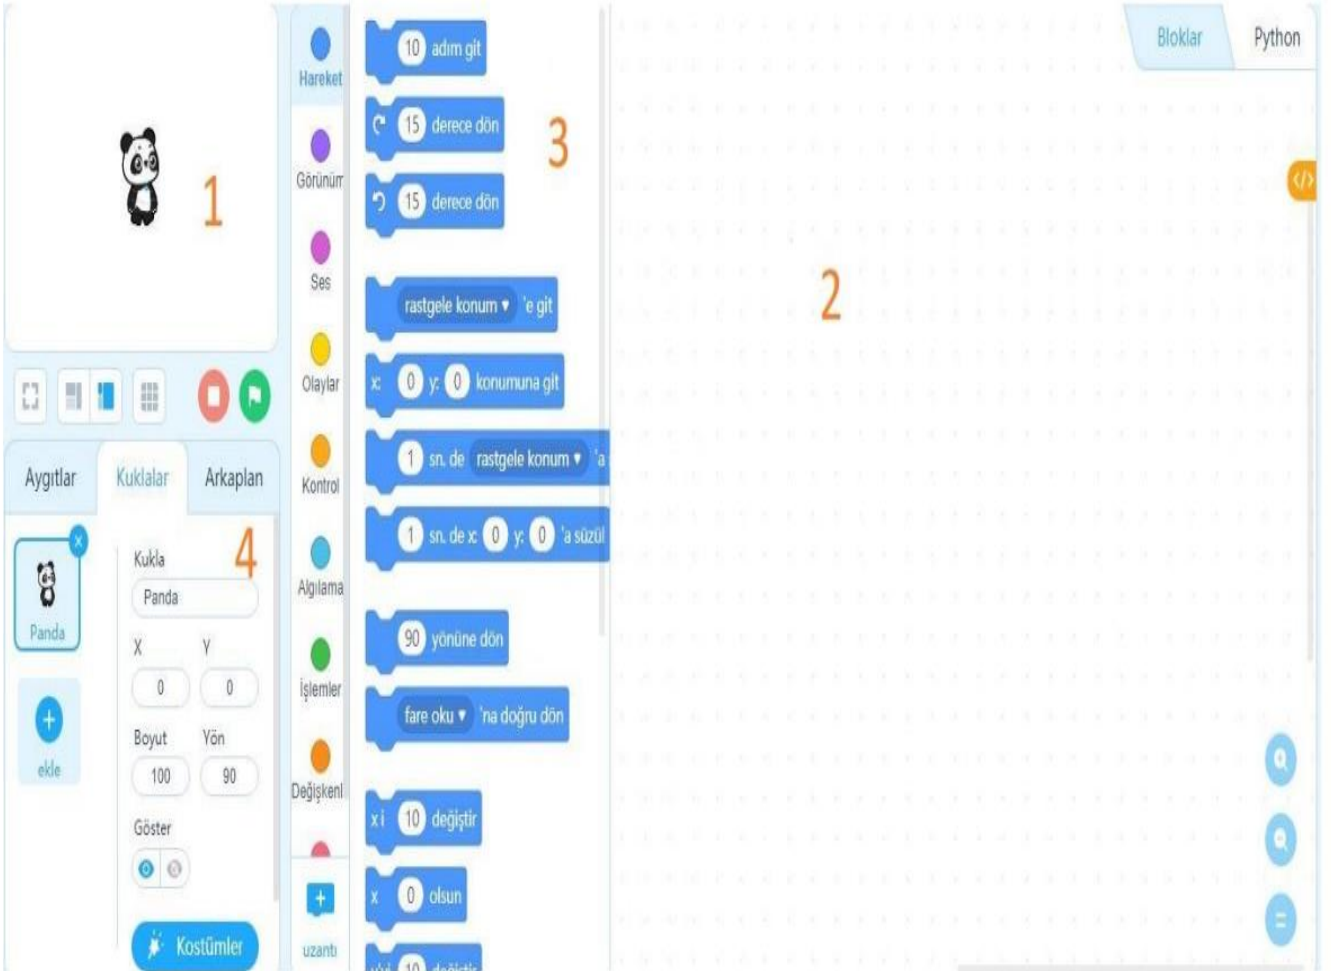 1
Aygıtlar
Kuklalar
Arkaplan
4
Panda
ekle
Kukla
Panda
X
Y
0
0
Boyut
Yön
100
90
Göster
Kostümler
Hareket
Görünüm
Ses
Olaylar
Kontrol
Algılama
İşlemler
Değişkenl
uzantı
10 adım git
15 derece dön
3
15 derece dön
rastgele konum 'e git
x: 0 y: 0 konumuna git
1 sn. de rastgele konum 'a
1 sn. de x: 0 y: 0 'a süzül
90 yönüne dön
fare oku 'na doğru dön
x i 10 değiştir
x 0 olsun
10 değiştir
2
Bloklar
Python
</>